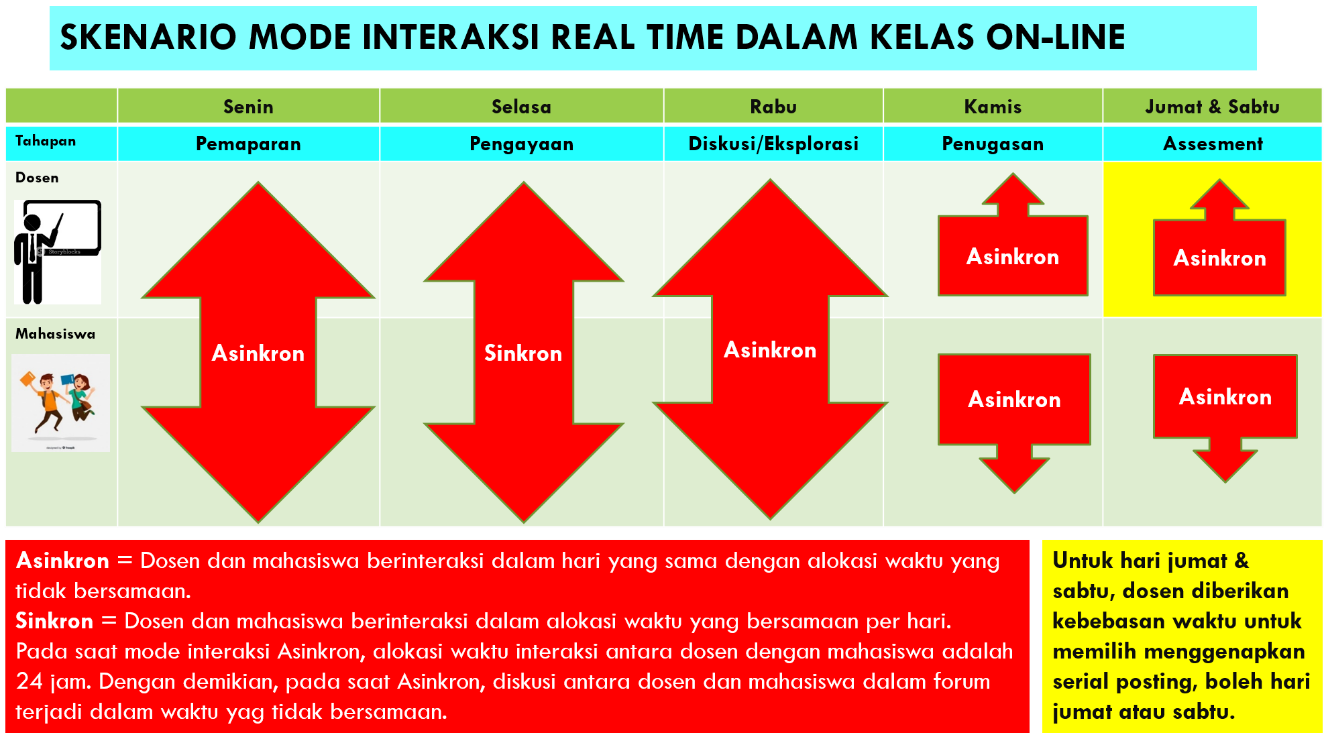 SKENARIO MODE INTERAKSI REAL TIME DALAM KELAS ON-LINE
Senin Selasa Rabu Kamis Jumat & Sabtu
Tahapan Pemaparan Pengayaan Diskusi/Eksplorasi Penugasan Assesment
Dosen
Asinkron Asinkron
Mahasiswa
Asinkron Sinkron Asinkron
Asinkron Asinkron
Asinkron = Dosen dan mahasiswa berinteraksi dalam hari yang sama dengan alokasi waktu yang
tidak bersamaan.
Sinkron = Dosen dan mahasiswa berinteraksi dalam alokasi waktu yang bersamaan per hari.
Pada saat mode interaksi Asinkron, alokasi waktu interaksi antara dosen dengan mahasiswa adalah
24 jam. Dengan demikian, pada saat Asinkron, diskusi antara dosen dan mahasiswa dalam forum
terjadi dalam waktu yag tidak bersamaan.
Untuk hari jumat &
sabtu, dosen diberikan
kebebasan waktu untuk
memilih menggenapkan
serial posting, boleh hari
jumat atau sabtu.